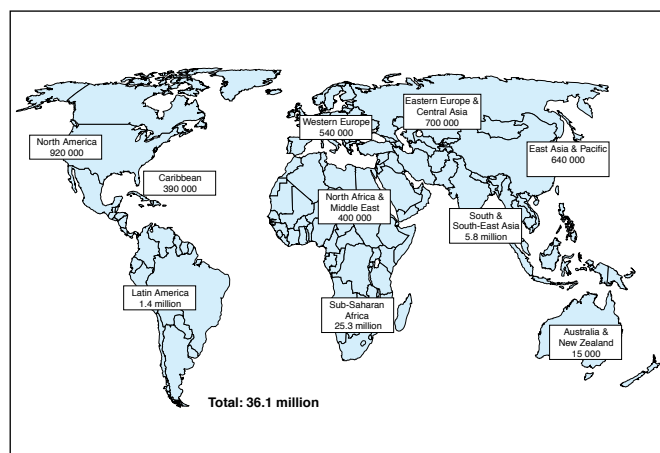 Eastern Europe &
Central Asia
700 000
Western Europe
540 000
North America
920 000
East Asia & Pacific
640 000
Caribbean
390 000
North Africa &
Middle East
400 000
South &
South-East Asia
5.8 million
Latin America
1.4 million
Sub-Saharan
Africa
25.3 million
Australia &
New Zealand
15 000
Total: 36.1 million